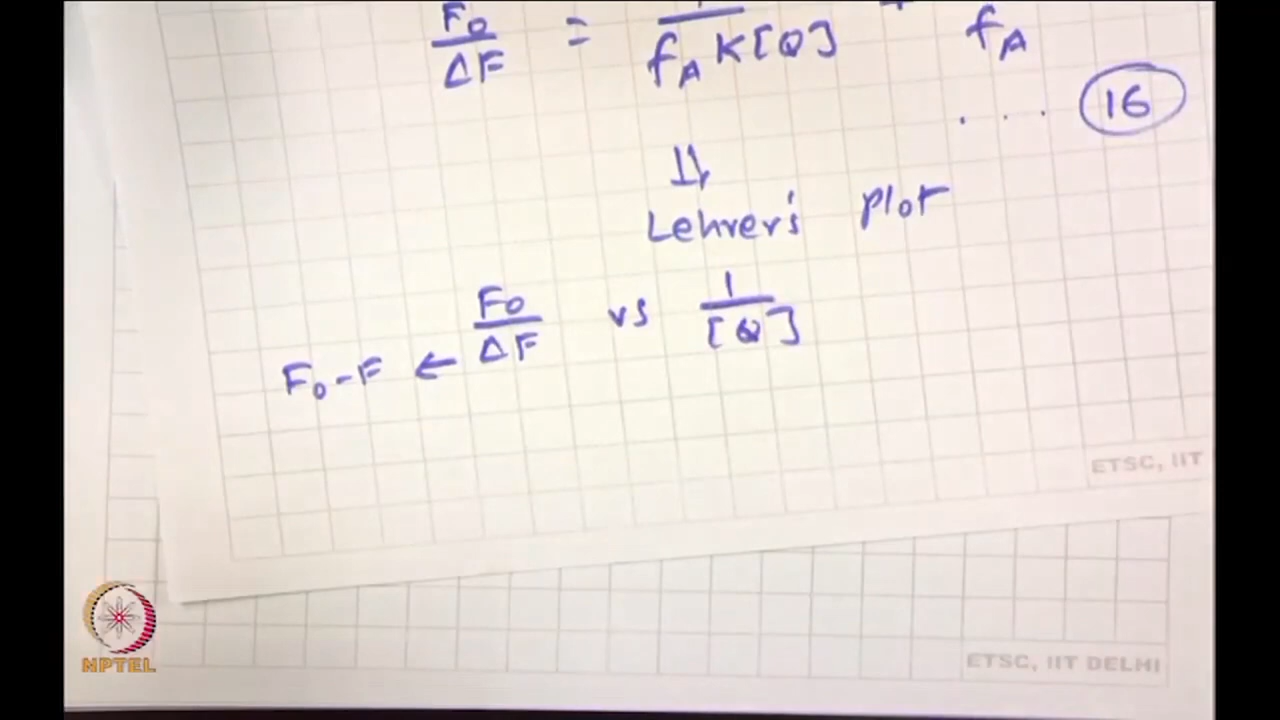 F₀/ΔF = 1/(f_A K[Q]) + 1/f_A
.... (16)
⇓
Lehrer's plot
F₀/ΔF vs 1/[Q]
F₀-F ←
ETSC, IIT
NPTEL
ETSC, IIT DELHI